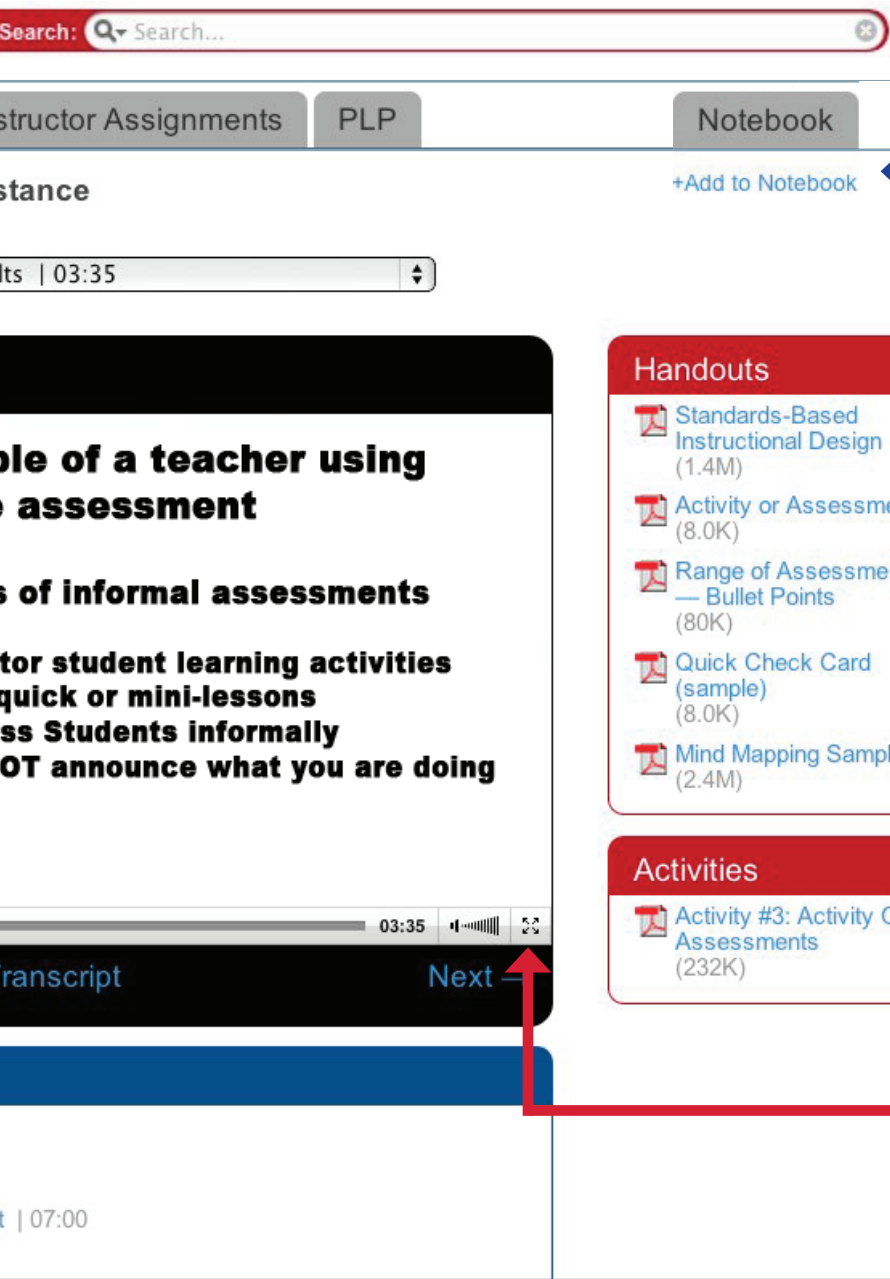 Search: Search...
structor Assignments PLP Notebook
stance
+Add to Notebook
lts | 03:35
ple of a teacher using
e assessment
s of informal assessments
tor student learning activities
quick or mini-lessons
ss Students informally
OT announce what you are doing
03:35
ranscript Next
t | 07:00
Handouts
Standards-Based
Instructional Design
(1.4M)
Activity or Assessme
(8.0K)
Range of Assessme
— Bullet Points
(80K)
Quick Check Card
(sample)
(8.0K)
Mind Mapping Sampl
(2.4M)
Activities
Activity #3: Activity
Assessments
(232K)